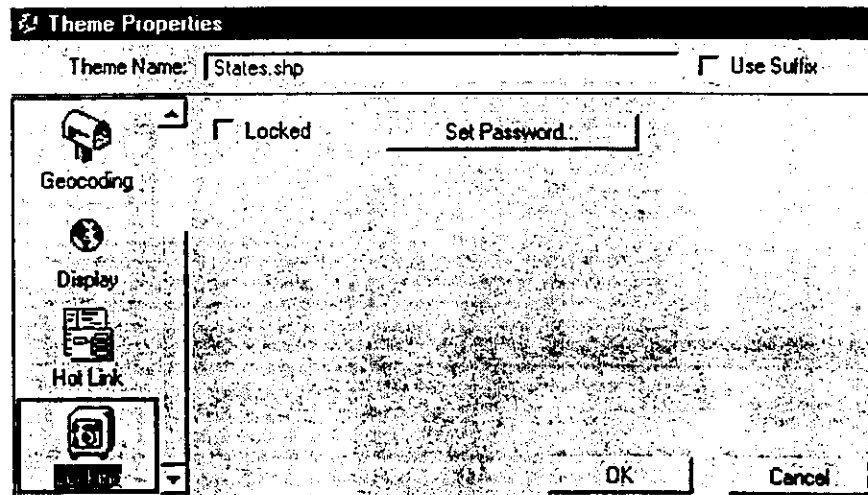 Theme Properties
Theme Name: States.shp Use Suffix
Locked Set Password...
Geocoding
Display
Hot Link
OK Cancel